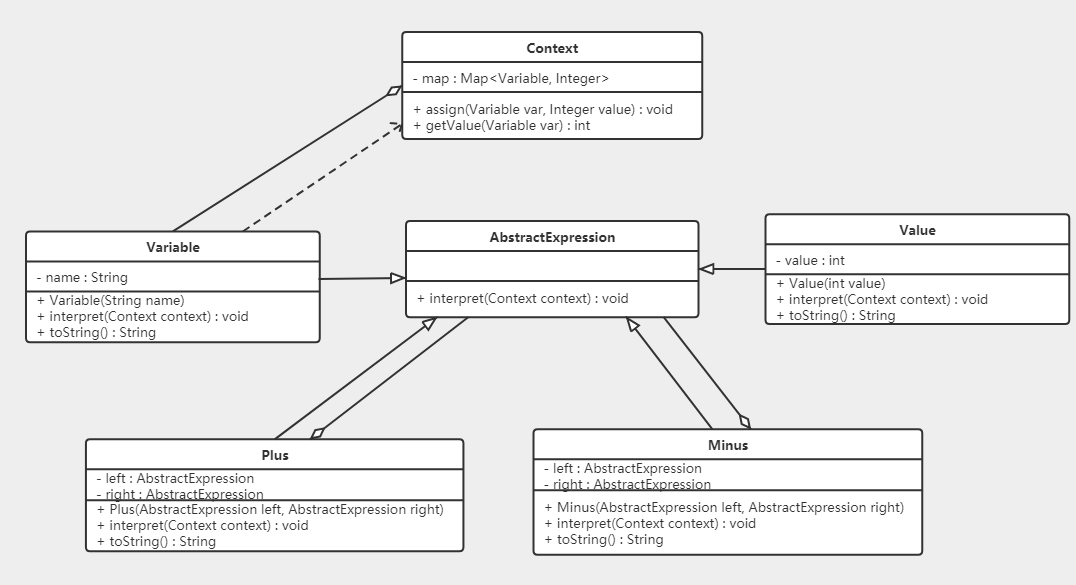 Context
- map : Map<Variable, Integer>
+ assign(Variable var, Integer value) : void
+ getValue(Variable var) : int
Variable
- name : String
+ Variable(String name)
+ interpret(Context context) : void
+ toString() : String
AbstractExpression
+ interpret(Context context) : void
Value
- value : int
+ Value(int value)
+ interpret(Context context) : void
+ toString() : String
Plus
- left : AbstractExpression
- right : AbstractExpression
+ Plus(AbstractExpression left, AbstractExpression right)
+ interpret(Context context) : void
+ toString() : String
Minus
- left : AbstractExpression
- right : AbstractExpression
+ Minus(AbstractExpression left, AbstractExpression right)
+ interpret(Context context) : void
+ toString() : String